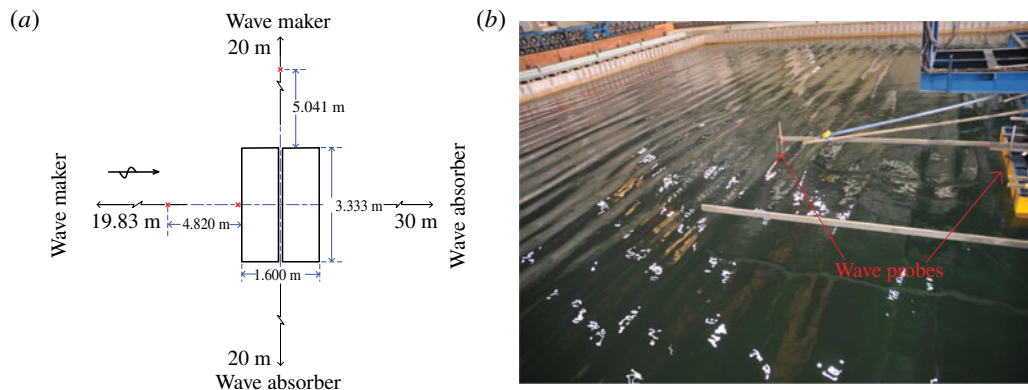 (a)
Wave maker
20 m
5.041 m
Wave maker
19.83 m
4.820 m
3.333 m
30 m
Wave absorber
1.600 m
20 m
Wave absorber
(b)
Wave probes